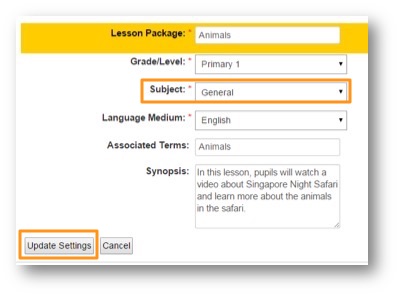 Lesson Package: * Animals
Grade/Level: * Primary 1
Subject: * General
Language Medium: * English
Associated Terms: Animals
Synopsis: In this lesson, pupils will watch a
video about Singapore Night Safari
and learn more about the animals
in the safari.
Update Settings Cancel